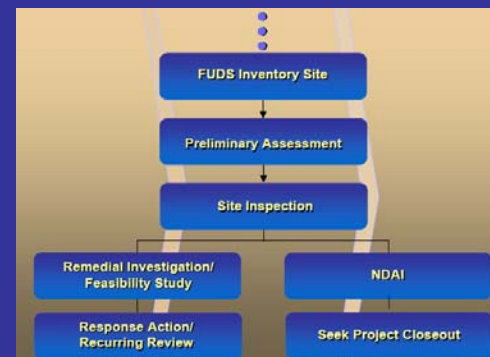 FUDS Inventory Site
Preliminary Assessment
Site Inspection
Remedial Investigation/
Feasibility Study
NDAI
Response Action/
Recurring Review
Seek Project Closeout